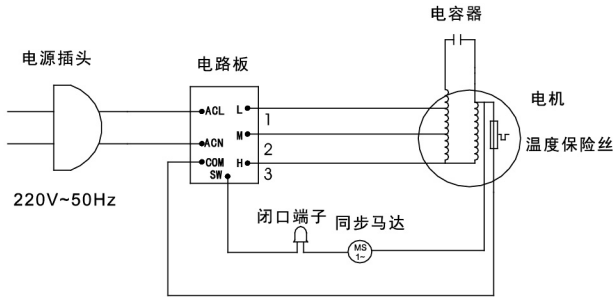 电容器
电源插头
电路板
电机
ACL L
1
M
ACN
2
温度保险丝
COM H
SW
3
220V~50Hz
闭口端子
同步马达
MS
1~